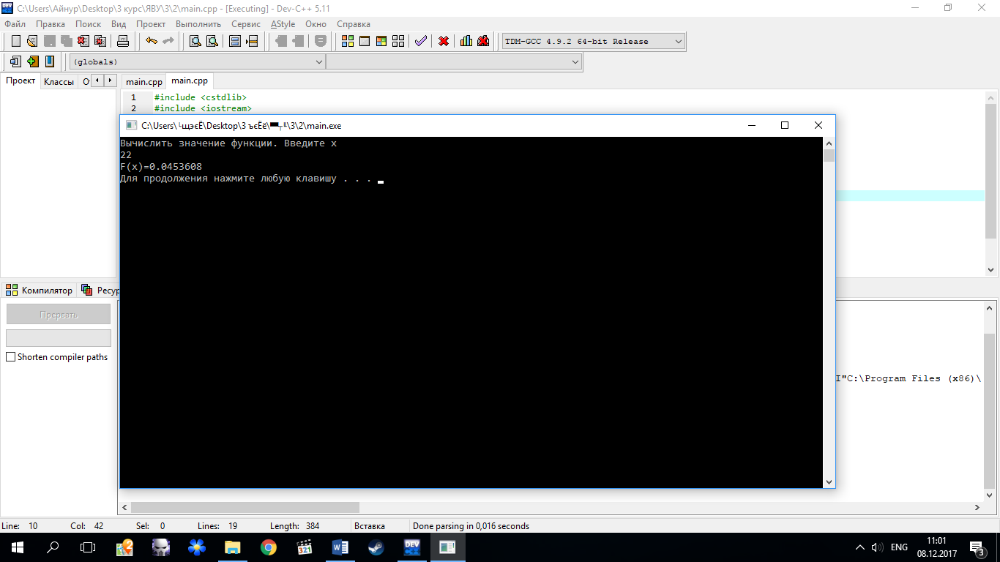 C:\Users\Айнур\Desktop\3 курс\ЯВУ\3\2\main.cpp - [Executing] - Dev-C++ 5.11
Файл Правка Поиск Вид Проект Выполнить Сервис AStyle Окно Справка
TDM-GCC 4.9.2 64-bit Release
(globals)
Проект Классы О main.cpp main.cpp
1 #include <cstdlib>
2 #include <iostream>
C:\Users\└щэєЁ\Desktop\3 ъєЁё\▀┬╙\3\2\main.exe
Вычислить значение функции. Введите x
22
F(x)=0.0453608
Для продолжения нажмите любую клавишу . . .
Компилятор Ресур
Прервать
Shorten compiler paths
I"C:\Program Files (x86)\
Line: 10 Col: 42 Sel: 0 Lines: 19 Length: 384 Вставка Done parsing in 0,016 seconds
2 321 W DEV C++ ENG 11:01
08.12.2017 3